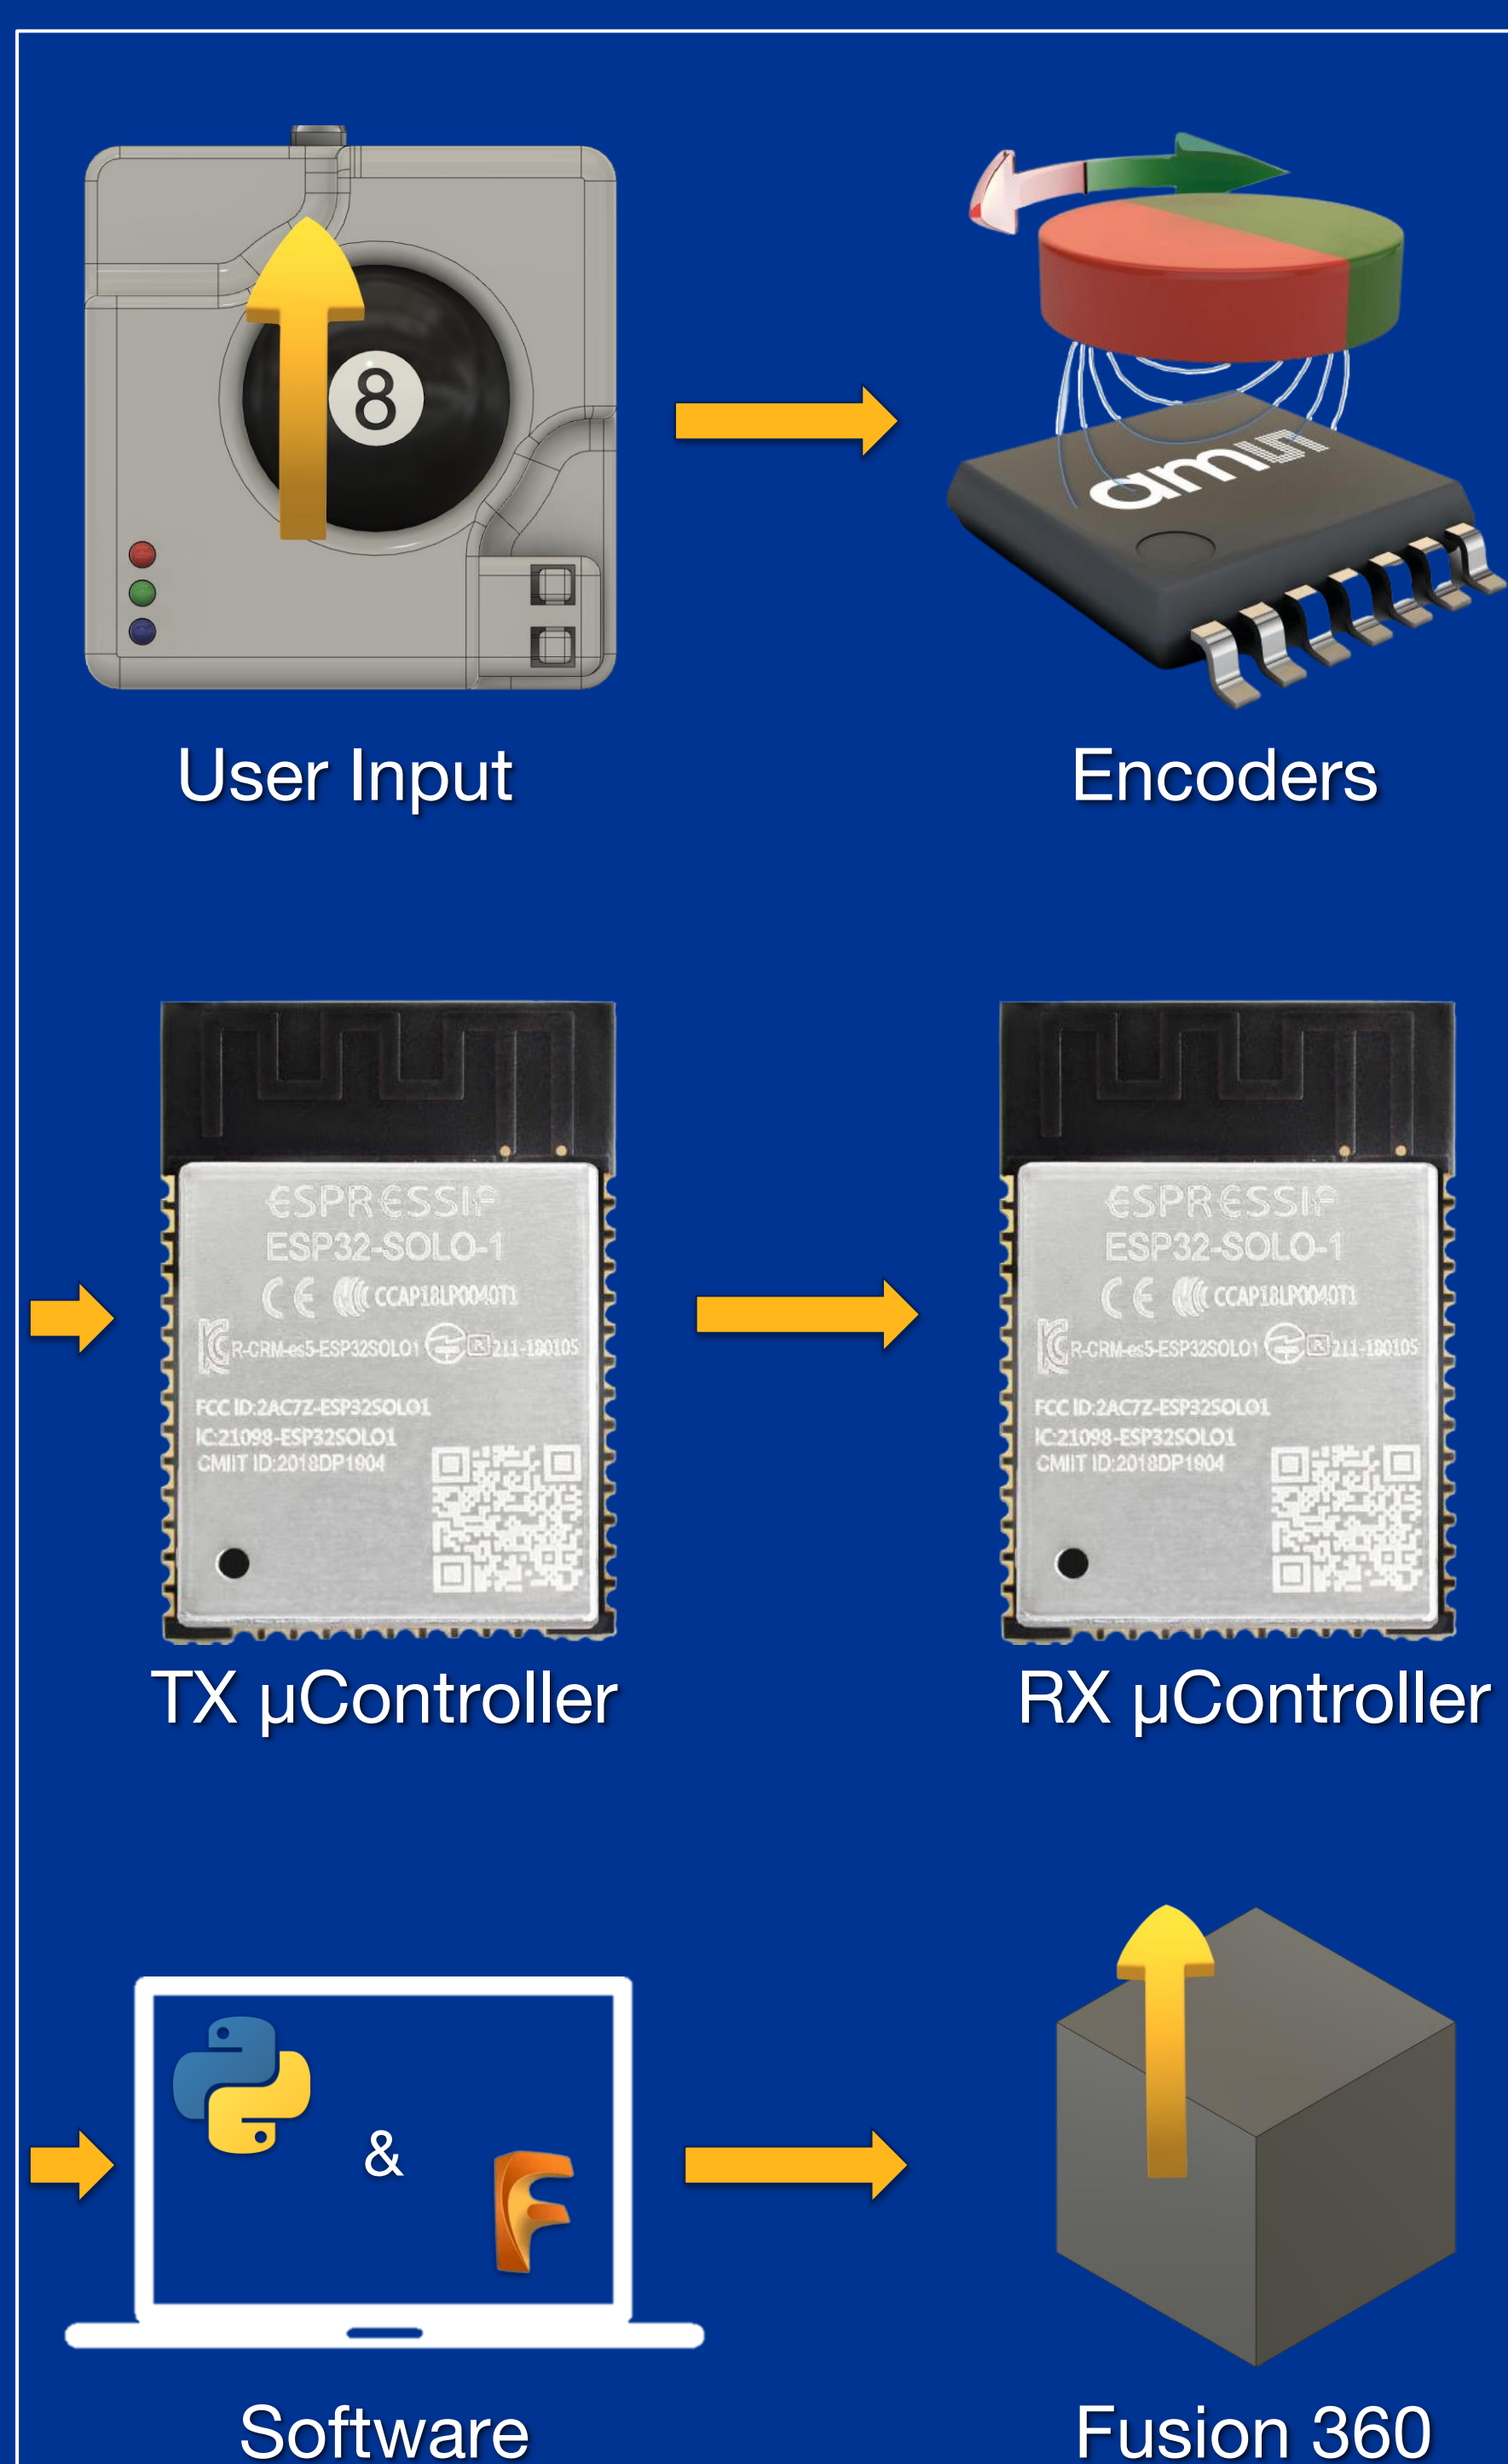 8
amu
User Input
Encoders
ESPRESSIF
ESP32-SOLO-1
CE CCAP18LP0040T1
R-CRM-es5-ESP32SOLO1 R 211-180105
FCC ID:2AC7Z-ESP32SOLO1
IC:21098-ESP32SOLO1
CMIIT ID:2018DP1904
ESPRESSIF
ESP32-SOLO-1
CE CCAP18LP0040T1
R-CRM-es5-ESP32SOLO1 R 211-180105
FCC ID:2AC7Z-ESP32SOLO1
IC:21098-ESP32SOLO1
CMIIT ID:2018DP1904
TX µController
RX µController
&
Software
Fusion 360